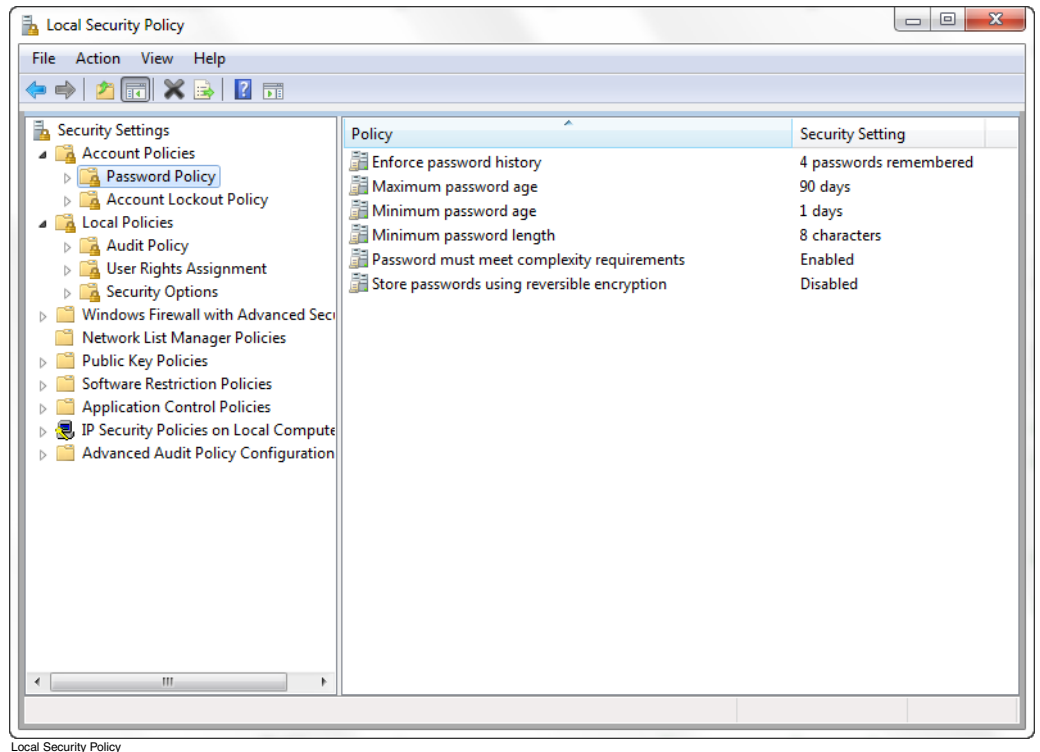 Local Security Policy
File Action View Help
Security Settings
Account Policies
Password Policy
Account Lockout Policy
Local Policies
Audit Policy
User Rights Assignment
Security Options
Windows Firewall with Advanced Secu
Network List Manager Policies
Public Key Policies
Software Restriction Policies
Application Control Policies
IP Security Policies on Local Compute
Advanced Audit Policy Configuration
Policy Security Setting
Enforce password history 4 passwords remembered
Maximum password age 90 days
Minimum password age 1 days
Minimum password length 8 characters
Password must meet complexity requirements Enabled
Store passwords using reversible encryption Disabled
Local Security Policy